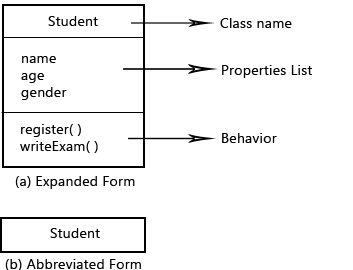 Student
Class name
name
age
gender
Properties List
register( )
writeExam( )
Behavior
(a) Expanded Form
Student
(b) Abbreviated Form